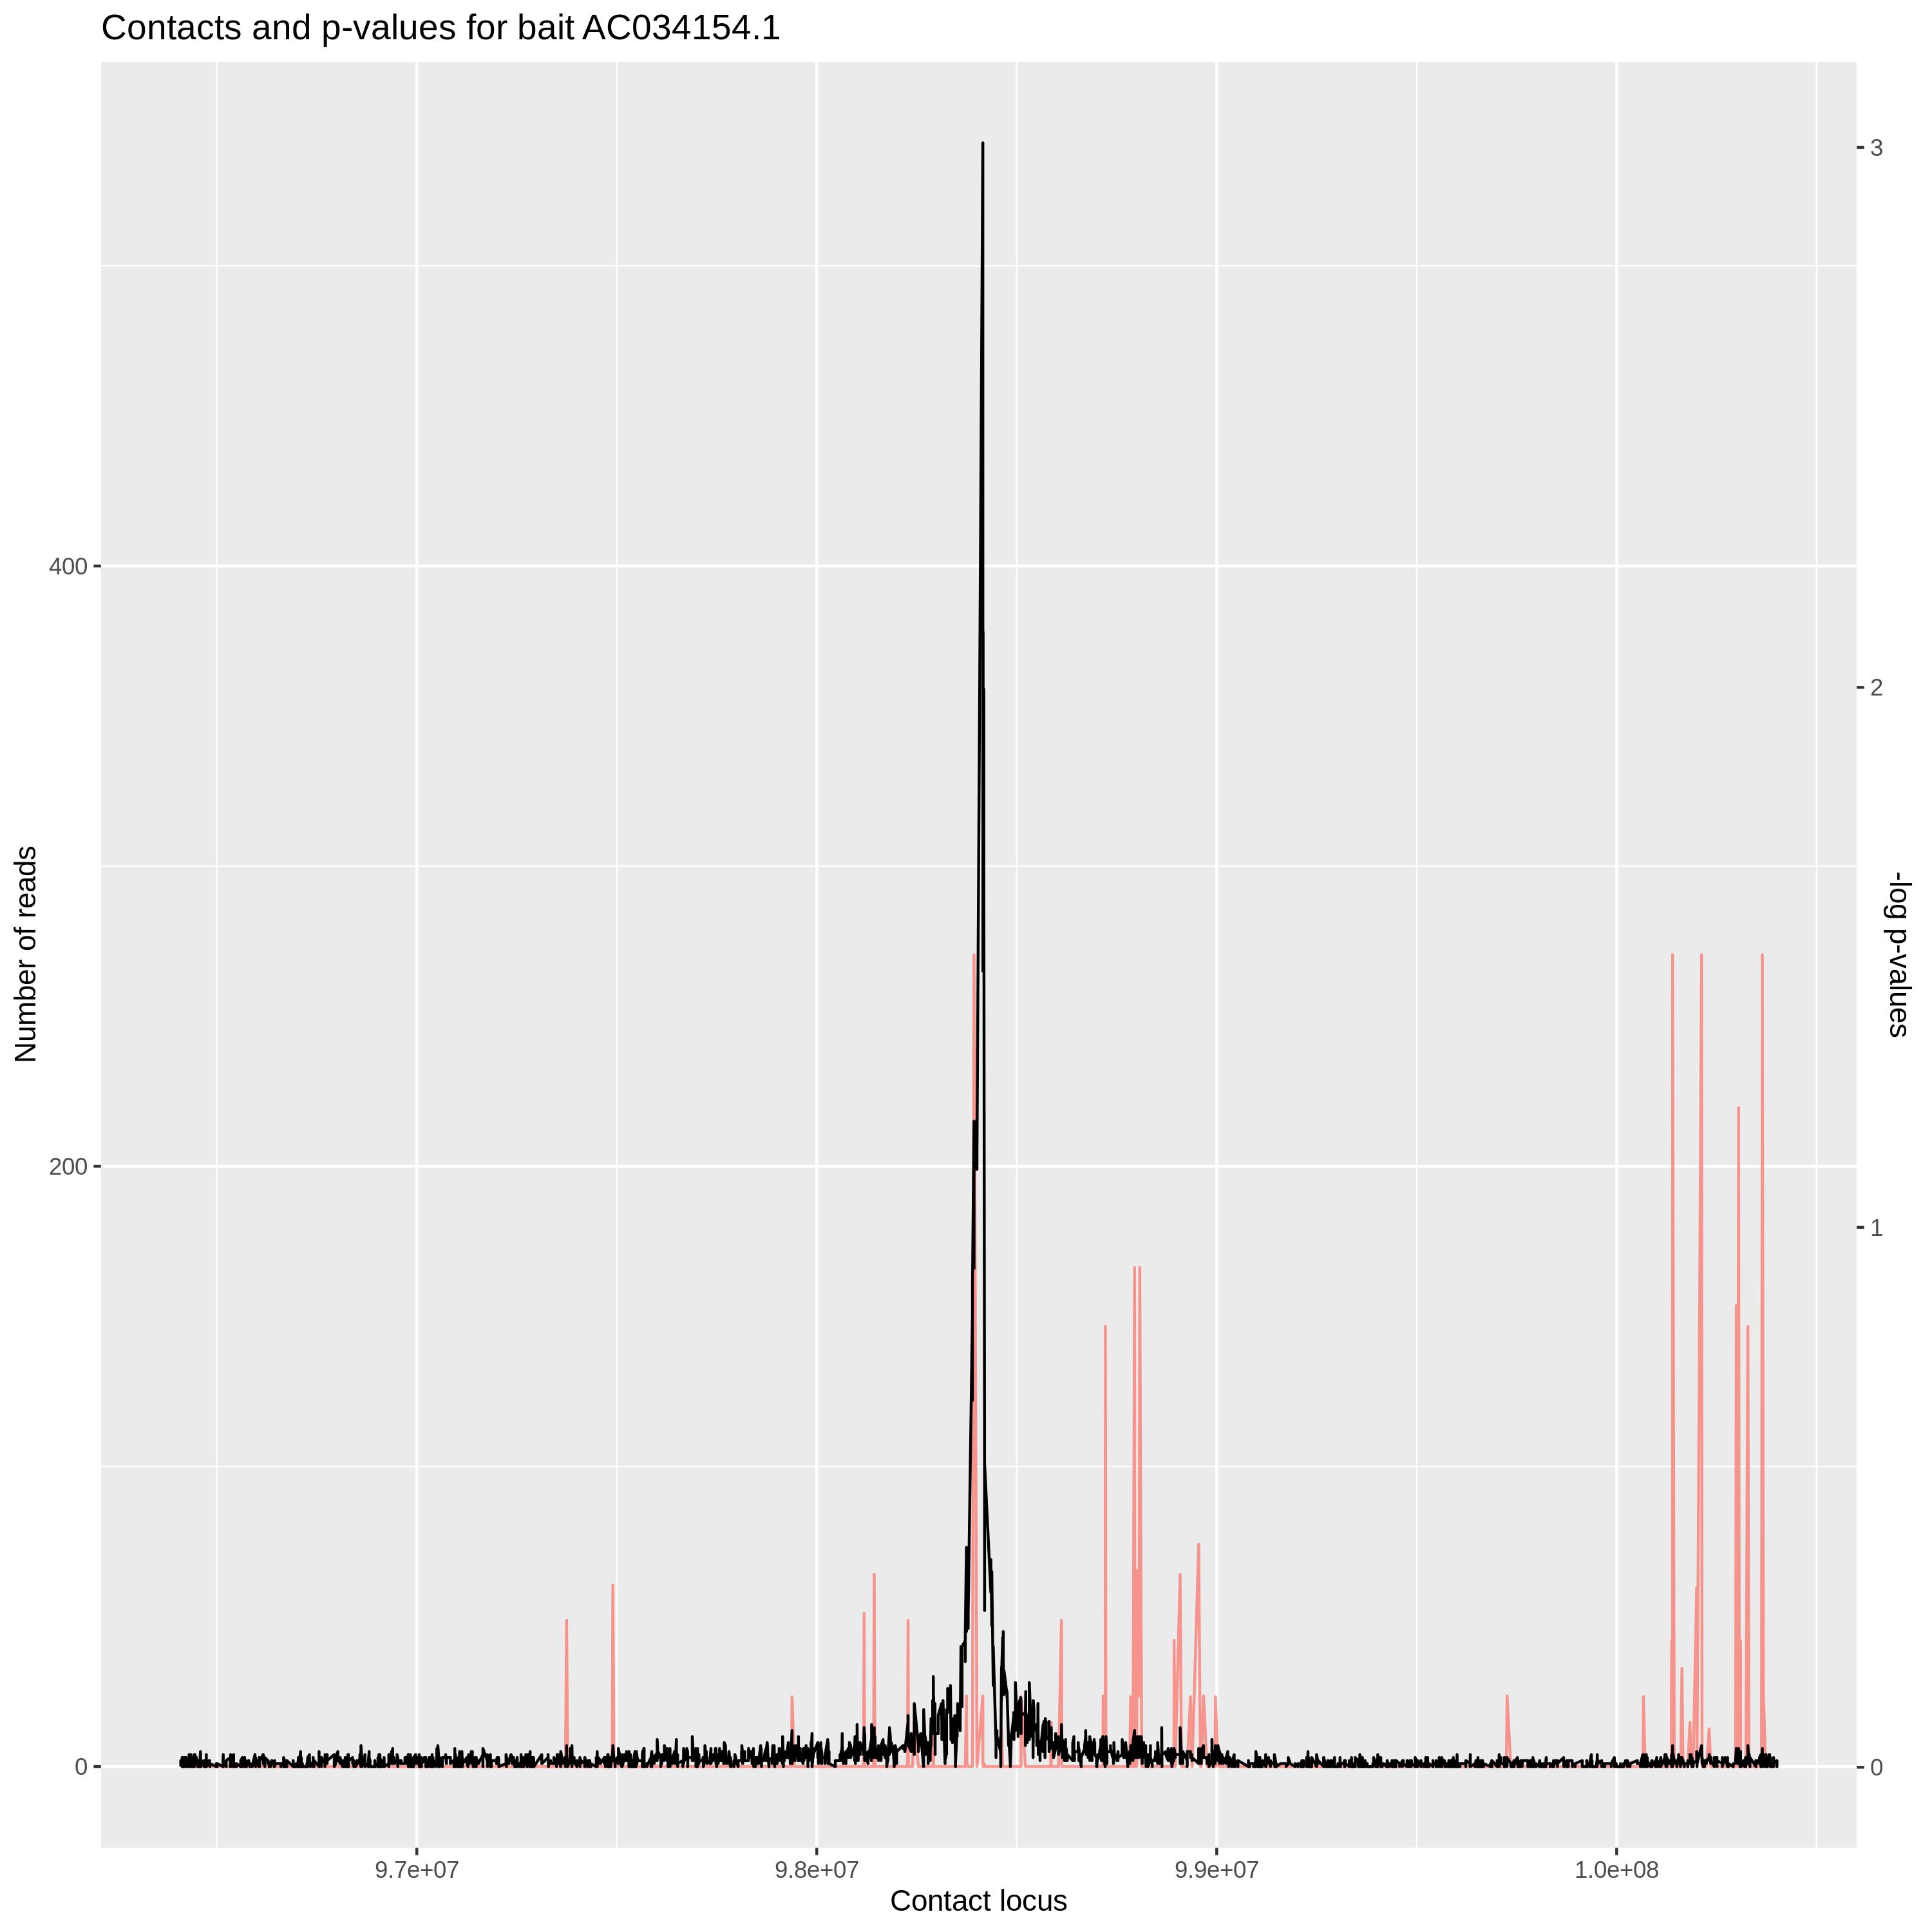 Contacts and p-values for bait AC034154.1
Number of reads
400
200
0
3
2
1
0
-log p-values
9.7e+07
9.8e+07
9.9e+07
1.0e+08
Contact locus